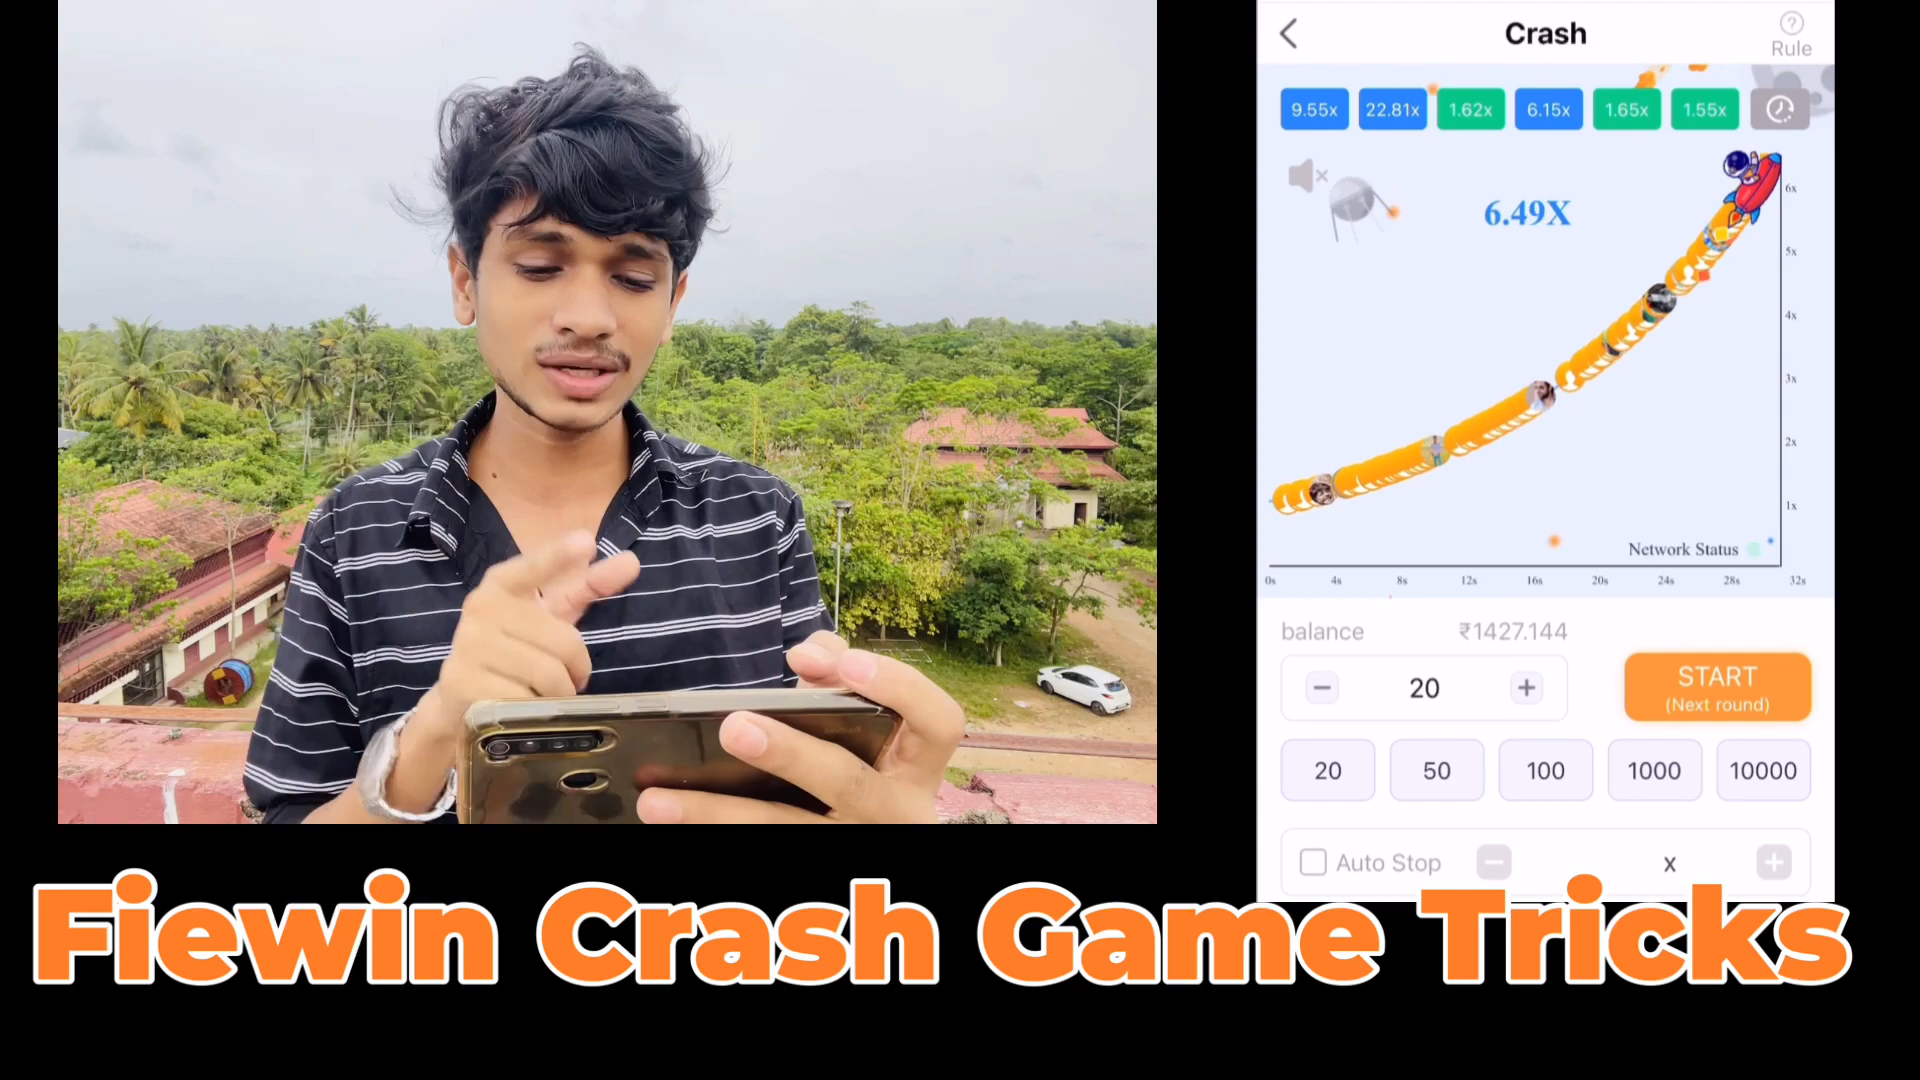 Crash
?
Rule
9.55x 22.81x 1.62x 6.15x 1.65x 1.55x
6.49X
6x
5x
4x
3x
2x
1x
Network Status
0s 4s 8s 12s 16s 20s 24s 28s 32s
balance ₹1427.144
− 20 +
START
(Next round)
20 50 100 1000 10000
Auto Stop − x +
Fiewin Crash Game Tricks